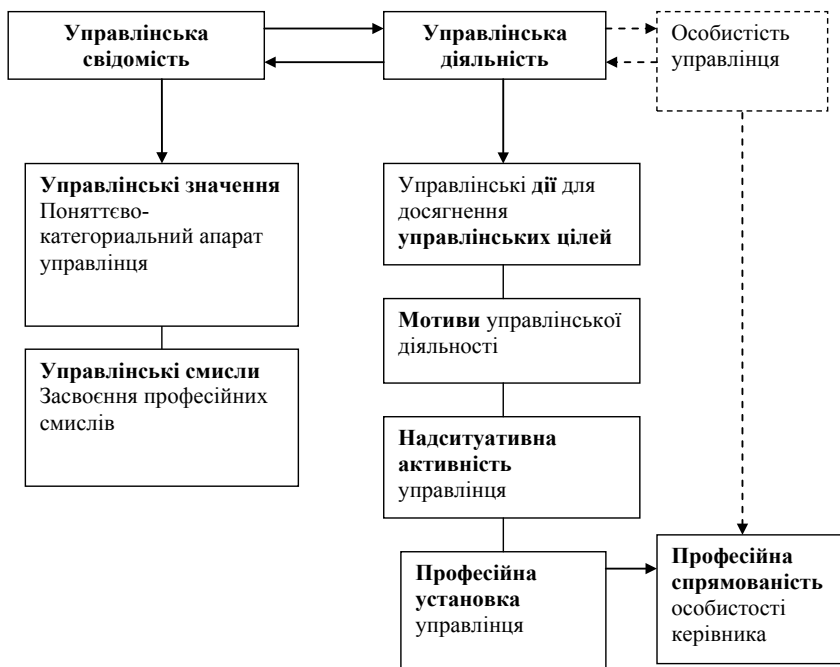 Управлінська
свідомість
Управлінська
діяльність
Особистість
управлінця
Управлінські значення
Поняттєво-
категориальний апарат
управлінця
Управлінські дії для
досягнення
управлінських цілей
Мотиви управлінської
діяльності
Управлінські смисли
Засвоєння професійних
смислів
Надситуативна
активність
управлінця
Професійна
установка
управлінця
Професійна
спрямованість
особистості
керівника